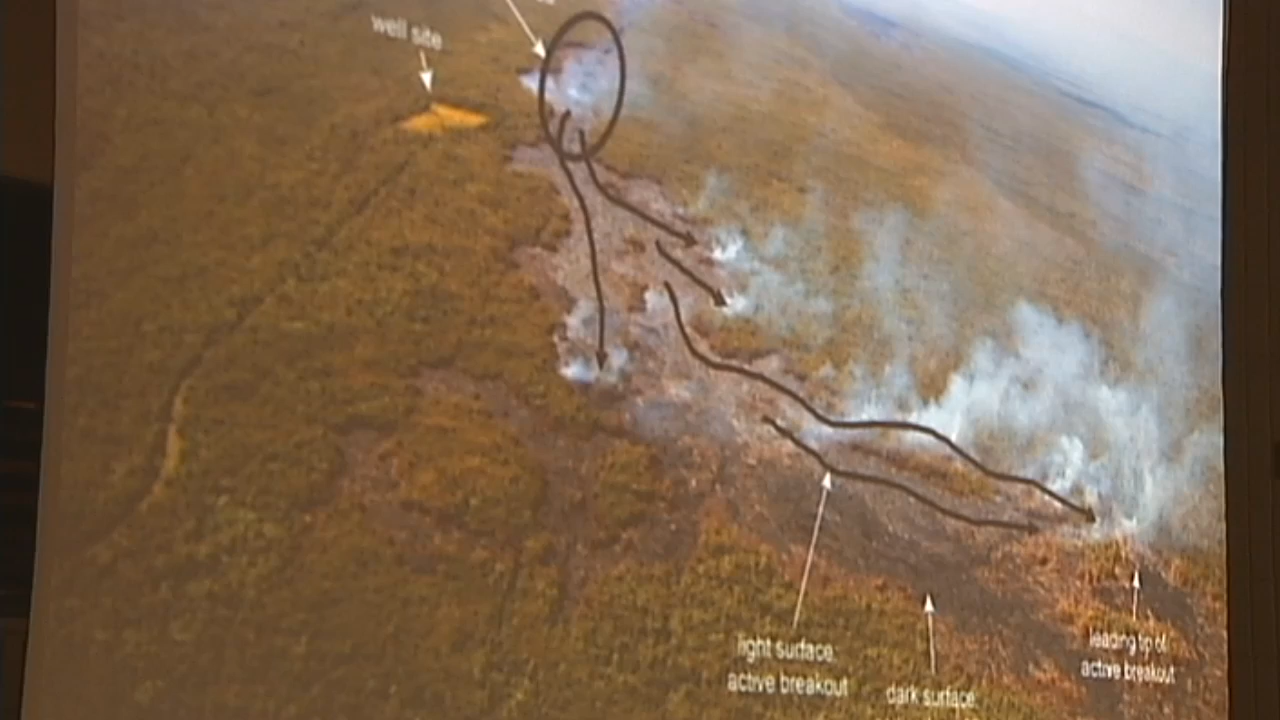 well site
light surface:
active breakout
dark surface:
leading tip of
active breakout